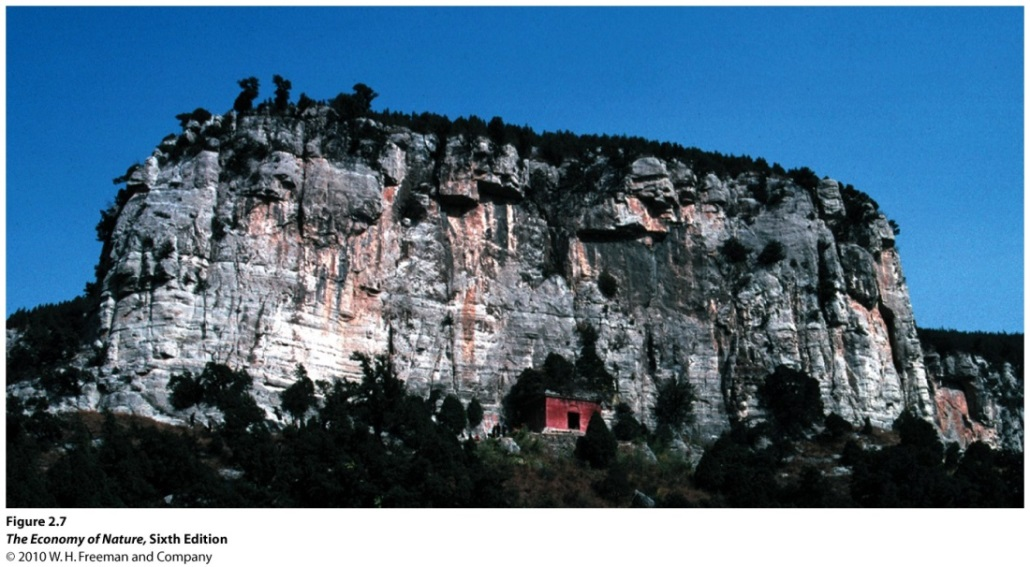 Figure 2.7
The Economy of Nature, Sixth Edition
© 2010 W. H. Freeman and Company